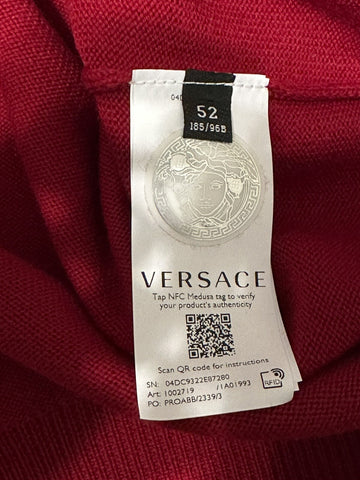 52
185/96B
VERSACE
Tap NFC Medusa tag to verify
your product's authenticity
Scan QR code for instruction
SN: 04DC9322E87280
Art: 1002719 /1A01993
PO: PROABB/2339/3
RFID